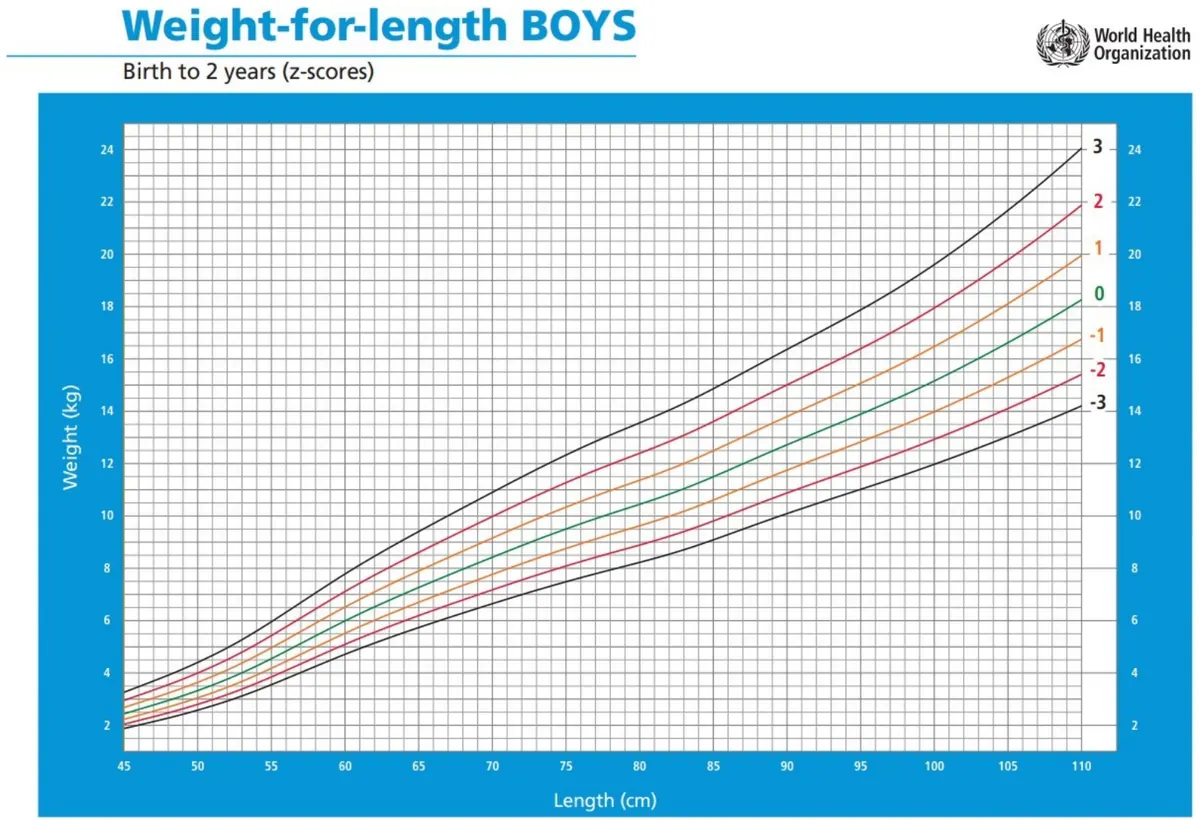 Weight-for-length BOYS
Birth to 2 years (z-scores)
World Health
Organization
3
24 24
2
22 22
1
20 20
0
18 18
-1
16 16
-2
-3
14 14
12 12
10 10
8 8
6 6
4 4
2 2
Weight (kg)
45 50 55 60 65 70 75 80 85 90 95 100 105 110
Length (cm)